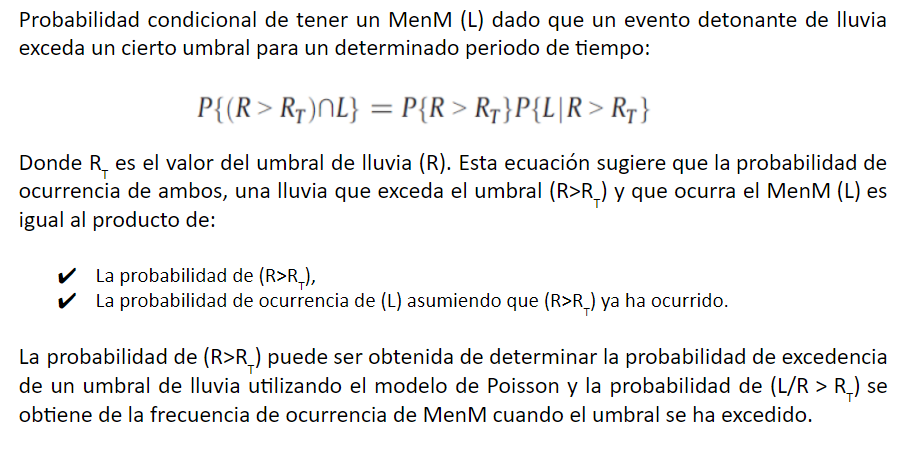 Probabilidad condicional de tener un MenM (L) dado que un evento detonante de lluvia
exceda un cierto umbral para un determinado periodo de tiempo:
P{(R > R_T)∩L} = P{R > R_T}P{L|R > R_T}
Donde R_T es el valor del umbral de lluvia (R). Esta ecuación sugiere que la probabilidad de
ocurrencia de ambos, una lluvia que exceda el umbral (R>R_T) y que ocurra el MenM (L) es
igual al producto de:
✔ La probabilidad de (R>R_T),
✔ La probabilidad de ocurrencia de (L) asumiendo que (R>R_T) ya ha ocurrido.
La probabilidad de (R>R_T) puede ser obtenida de determinar la probabilidad de excedencia
de un umbral de lluvia utilizando el modelo de Poisson y la probabilidad de (L/R > R_T) se
obtiene de la frecuencia de ocurrencia de MenM cuando el umbral se ha excedido.